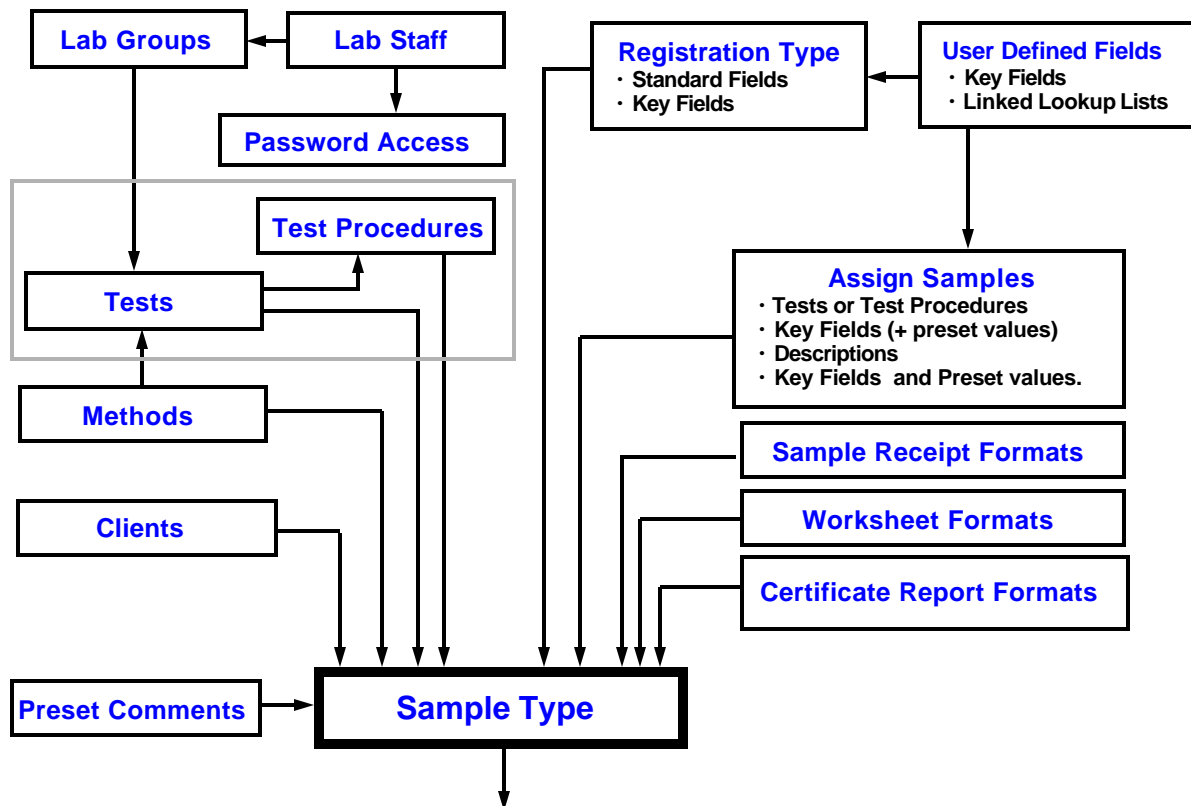 Lab Groups
Lab Staff
Password Access
Registration Type
· Standard Fields
· Key Fields
User Defined Fields
· Key Fields
· Linked Lookup Lists
Test Procedures
Tests
Methods
Clients
Preset Comments
Assign Samples
· Tests or Test Procedures
· Key Fields (+ preset values)
· Descriptions
· Key Fields and Preset values.
Sample Receipt Formats
Worksheet Formats
Certificate Report Formats
Sample Type